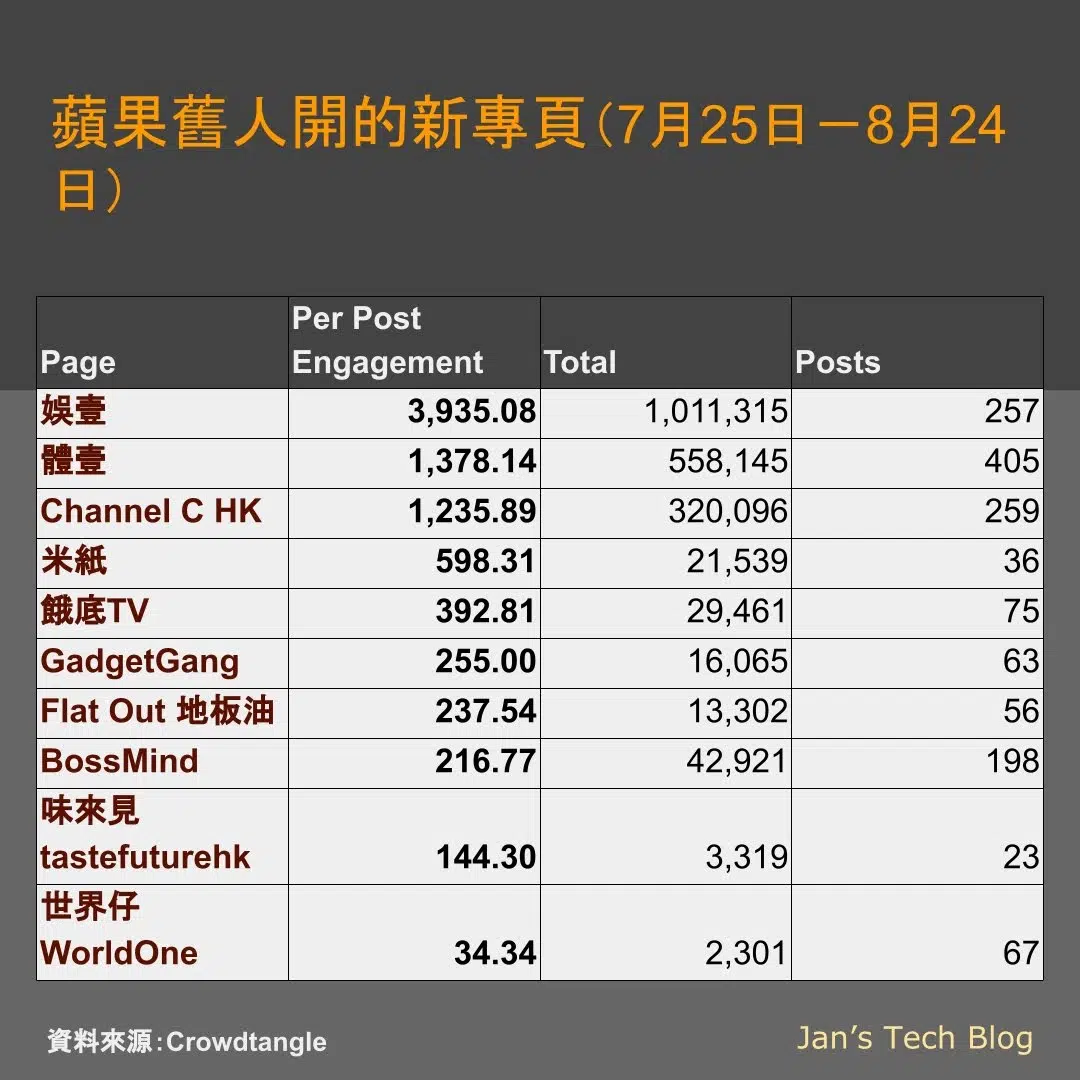 蘋果舊人開的新專頁（7月25日－8月24
日）
Per Post
Page Engagement Total Posts
娛壹 3,935.08 1,011,315 257
體壹 1,378.14 558,145 405
Channel C HK 1,235.89 320,096 259
米紙 598.31 21,539 36
餓底TV 392.81 29,461 75
GadgetGang 255.00 16,065 63
Flat Out 地板油 237.54 13,302 56
BossMind 216.77 42,921 198
味來見
tastefuturehk 144.30 3,319 23
世界仔
WorldOne 34.34 2,301 67
資料來源：Crowdtangle
Jan’s Tech Blog